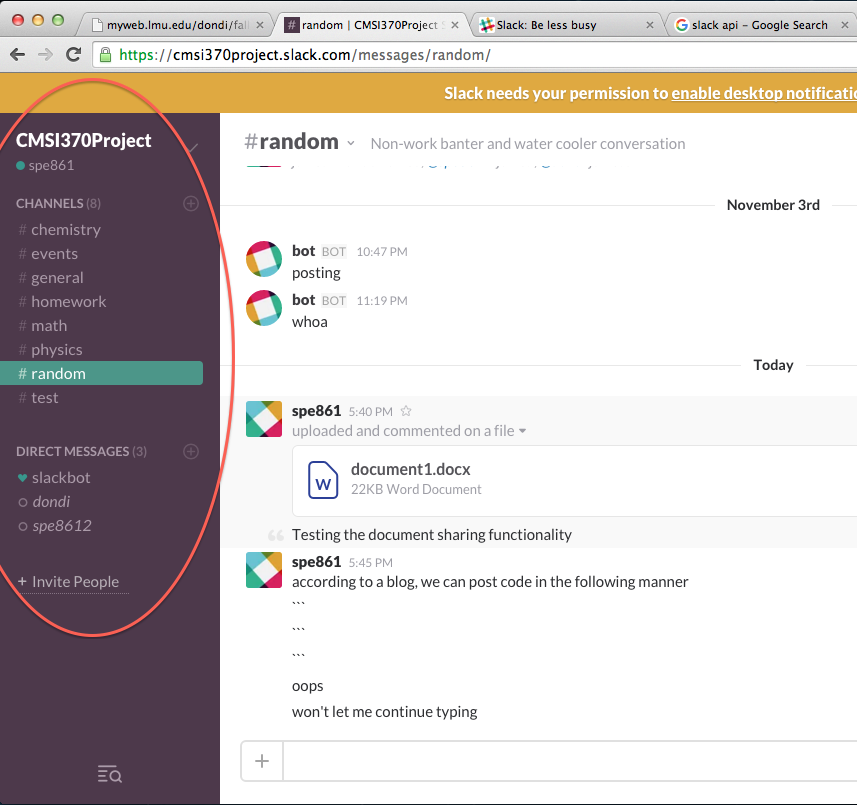 myweb.lmu.edu/dondi/fall
#random | CMSI370Project S
Slack: Be less busy
slack api - Google Search
https://cmsi370project.slack.com/messages/random/
Slack needs your permission to enable desktop notificatio
CMSI370Project
spe861
CHANNELS (8)
# chemistry
# events
# general
# homework
# math
# physics
# random
# test
DIRECT MESSAGES (3)
slackbot
dondi
spe8612
+ Invite People
#random
Non-work banter and water cooler conversation
November 3rd
bot BOT 10:47 PM
posting
bot BOT 11:19 PM
whoa
Today
spe861 5:40 PM
uploaded and commented on a file
W
document1.docx
22KB Word Document
Testing the document sharing functionality
spe861 5:45 PM
according to a blog, we can post code in the following manner
```
```
```
oops
won't let me continue typing
+